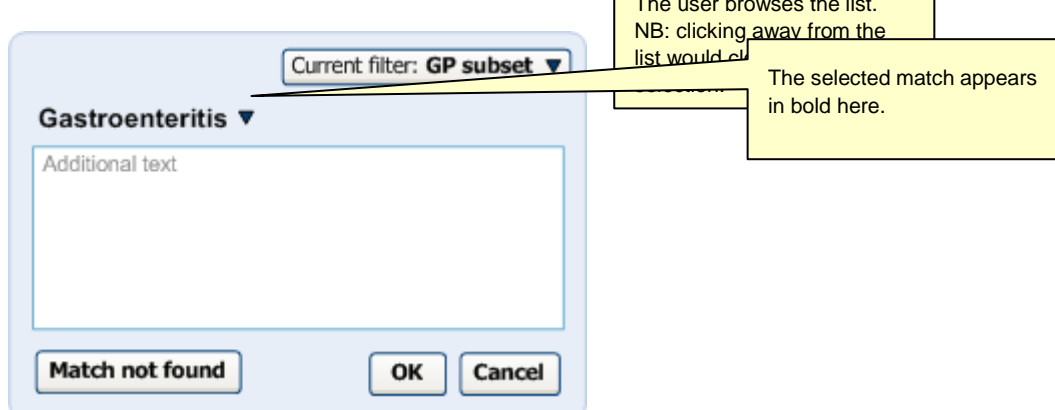 The user browses the list.
NB: clicking away from the
list would
selection.
The selected match appears
in bold here.
Current filter: GP subset
Gastroenteritis
Additional text
Match not found
OK
Cancel